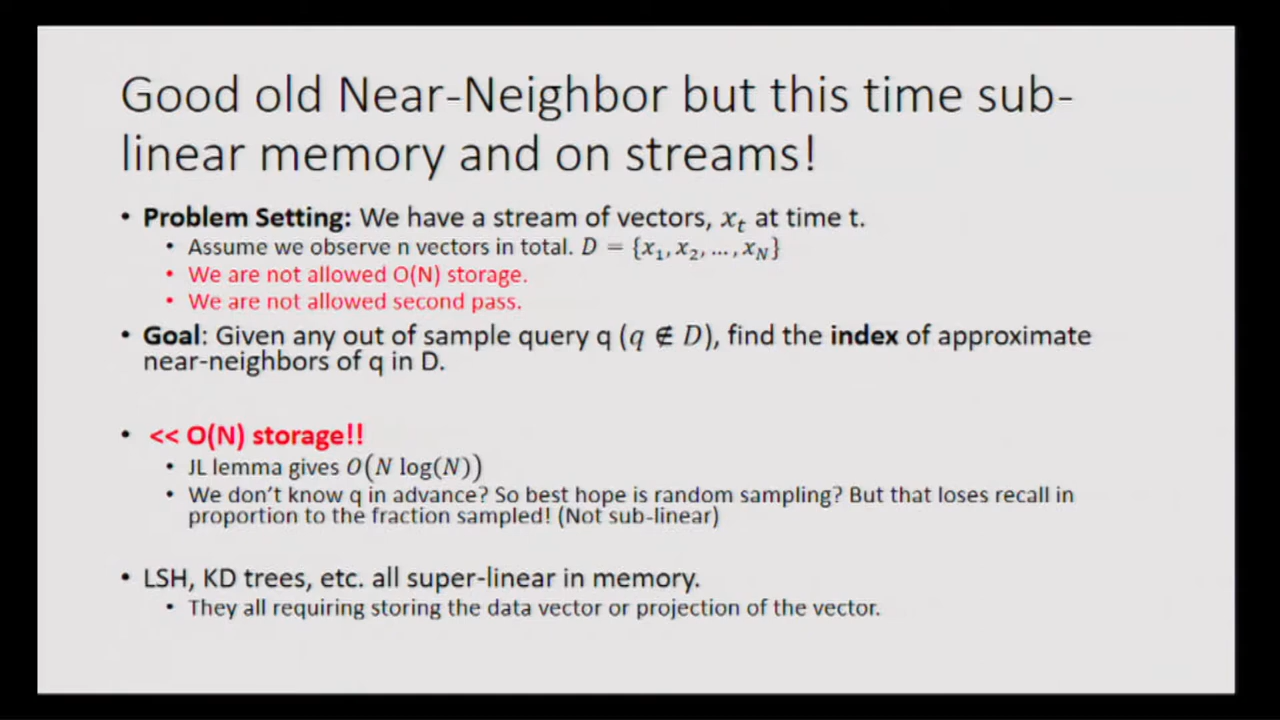 Good old Near-Neighbor but this time sub-
linear memory and on streams!
• Problem Setting: We have a stream of vectors, xₜ at time t.
• Assume we observe n vectors in total. D = {x₁, x₂, … , x_N}
• We are not allowed O(N) storage.
• We are not allowed second pass.
• Goal: Given any out of sample query q (q ∉ D), find the index of approximate
near-neighbors of q in D.
• << O(N) storage!!
• JL lemma gives O(N log(N))
• We don't know q in advance? So best hope is random sampling? But that loses recall in
proportion to the fraction sampled! (Not sub-linear)
• LSH, KD trees, etc. all super-linear in memory.
• They all requiring storing the data vector or projection of the vector.